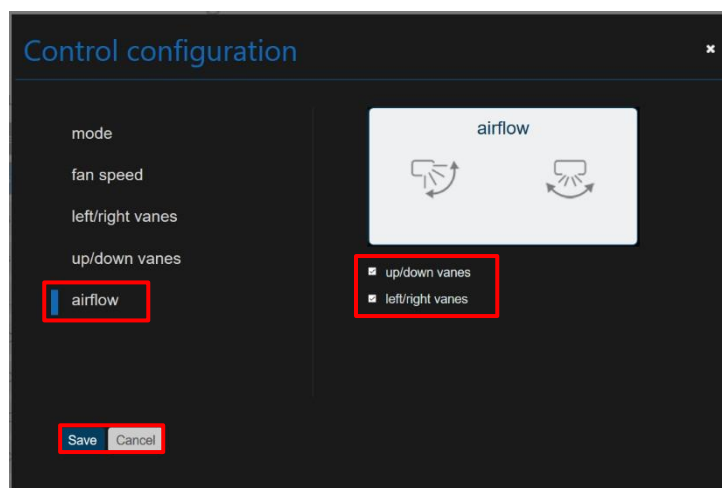 Control configuration
mode
fan speed
left/right vanes
up/down vanes
airflow
airflow
up/down vanes
left/right vanes
Save
Cancel